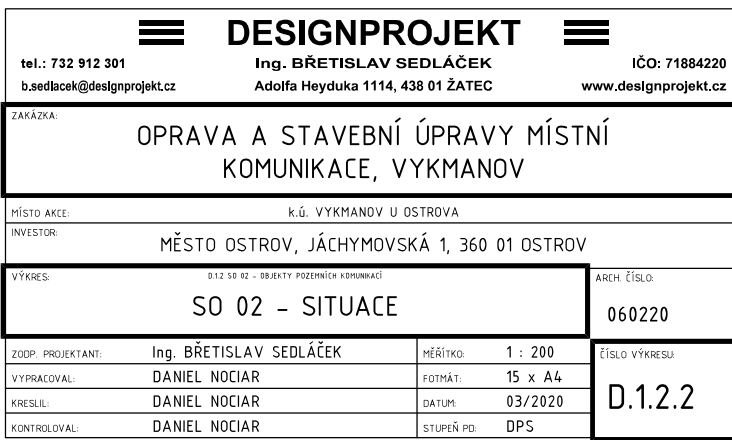 DESIGNPROJEKT
tel.: 732 912 301 Ing. BŘETISLAV SEDLÁČEK IČO: 71884220
b.sedlacek@designprojekt.cz Adolfa Heyduka 1114, 438 01 ŽATEC www.designprojekt.cz
ZAKÁZKA:
OPRAVA A STAVEBNÍ ÚPRAVY MÍSTNÍ
KOMUNIKACE, VYKMANOV
MÍSTO AKCE: k.ú. VYKMANOV U OSTROVA
INVESTOR:
MĚSTO OSTROV, JÁCHYMOVSKÁ 1, 360 01 OSTROV
VÝKRES: D.1.2 SO 02 - OBJEKTY POZEMNÍCH KOMUNIKACÍ
SO 02 - SITUACE
ARCH. ČÍSLO:
060220
ZODP. PROJEKTANT: Ing. BŘETISLAV SEDLÁČEK MĚŘÍTKO: 1 : 200
VYPRACOVAL: DANIEL NOCIAR FOTMÁT: 15 x A4
KRESLIL: DANIEL NOCIAR DATUM: 03/2020
KONTROLOVAL: DANIEL NOCIAR STUPEŇ PD: DPS
ČÍSLO VÝKRESU:
D.1.2.2